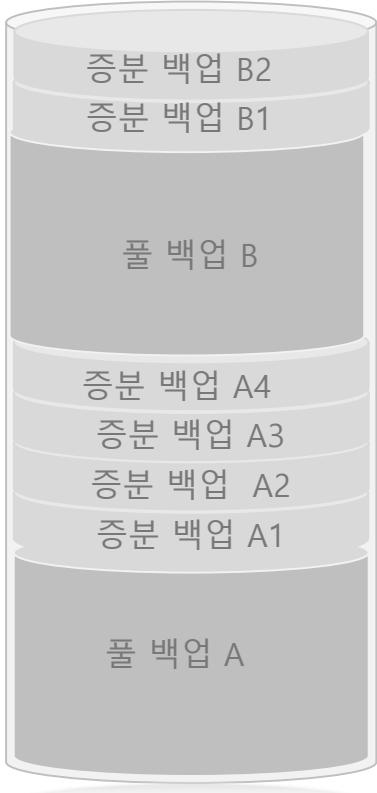 증분 백업 B2
증분 백업 B1
풀 백업 B
증분 백업 A4
증분 백업 A3
증분 백업 A2
증분 백업 A1
풀 백업 A